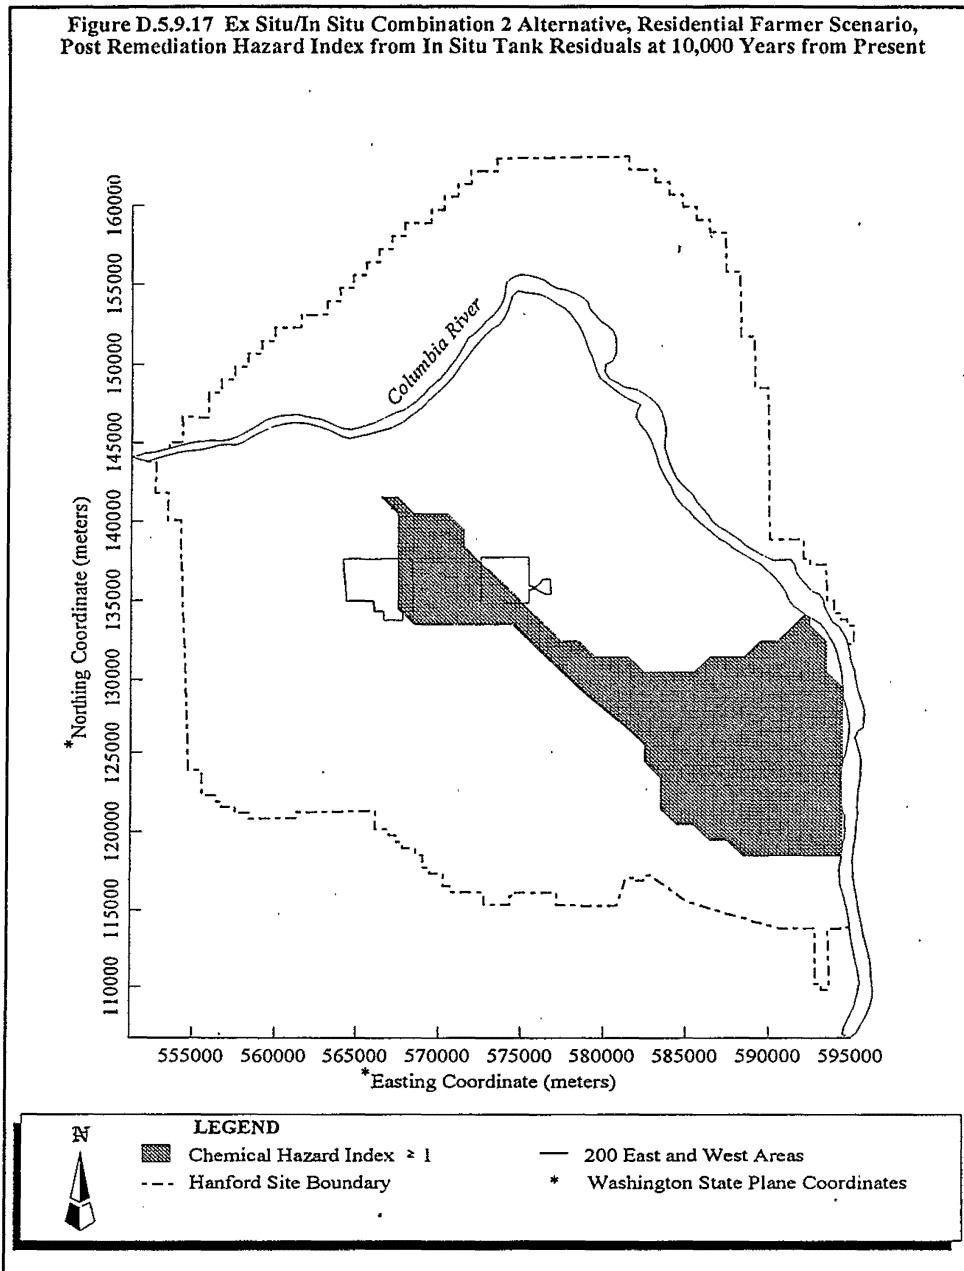 Figure D.5.9.17 Ex Situ/In Situ Combination 2 Alternative, Residential Farmer Scenario,
Post Remediation Hazard Index from In Situ Tank Residuals at 10,000 Years from Present
160000
155000
150000
145000
140000
135000
130000
125000
120000
115000
110000
*Northing Coordinate (meters)
Columbia River
555000 560000 565000 570000 575000 580000 585000 590000 595000
*Easting Coordinate (meters)
N
LEGEND
Chemical Hazard Index ≥ 1
200 East and West Areas
Hanford Site Boundary
* Washington State Plane Coordinates